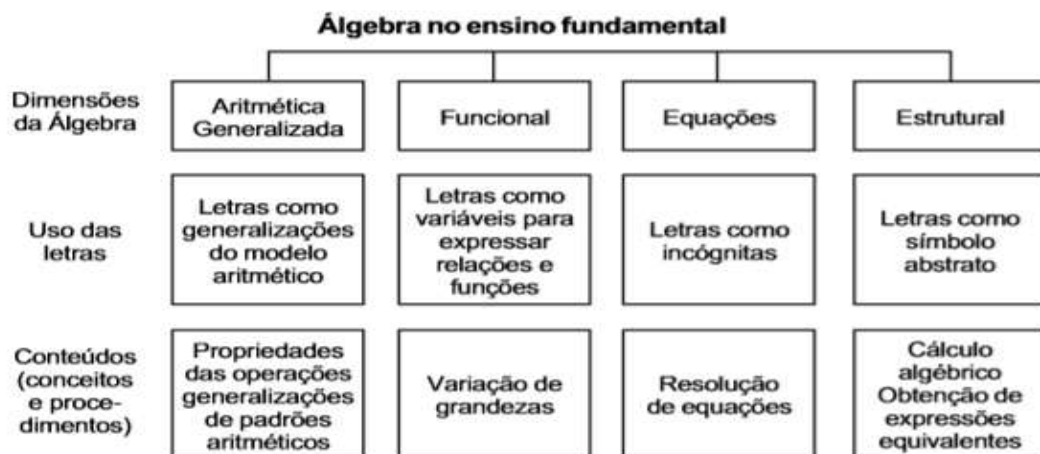 Álgebra no ensino fundamental
Dimensões
da Álgebra
Aritmética
Generalizada
Funcional
Equações
Estrutural
Uso das
letras
Letras como
generalizações
do modelo
aritmético
Letras como
variáveis para
expressar
relações e
funções
Letras como
incógnitas
Letras como
símbolo
abstrato
Conteúdos
(conceitos
e proce-
dimentos)
Propriedades
das operações
generalizações
de padrões
aritméticos
Variação de
grandezas
Resolução
de equações
Cálculo
algébrico
Obtenção de
expressões
equivalentes